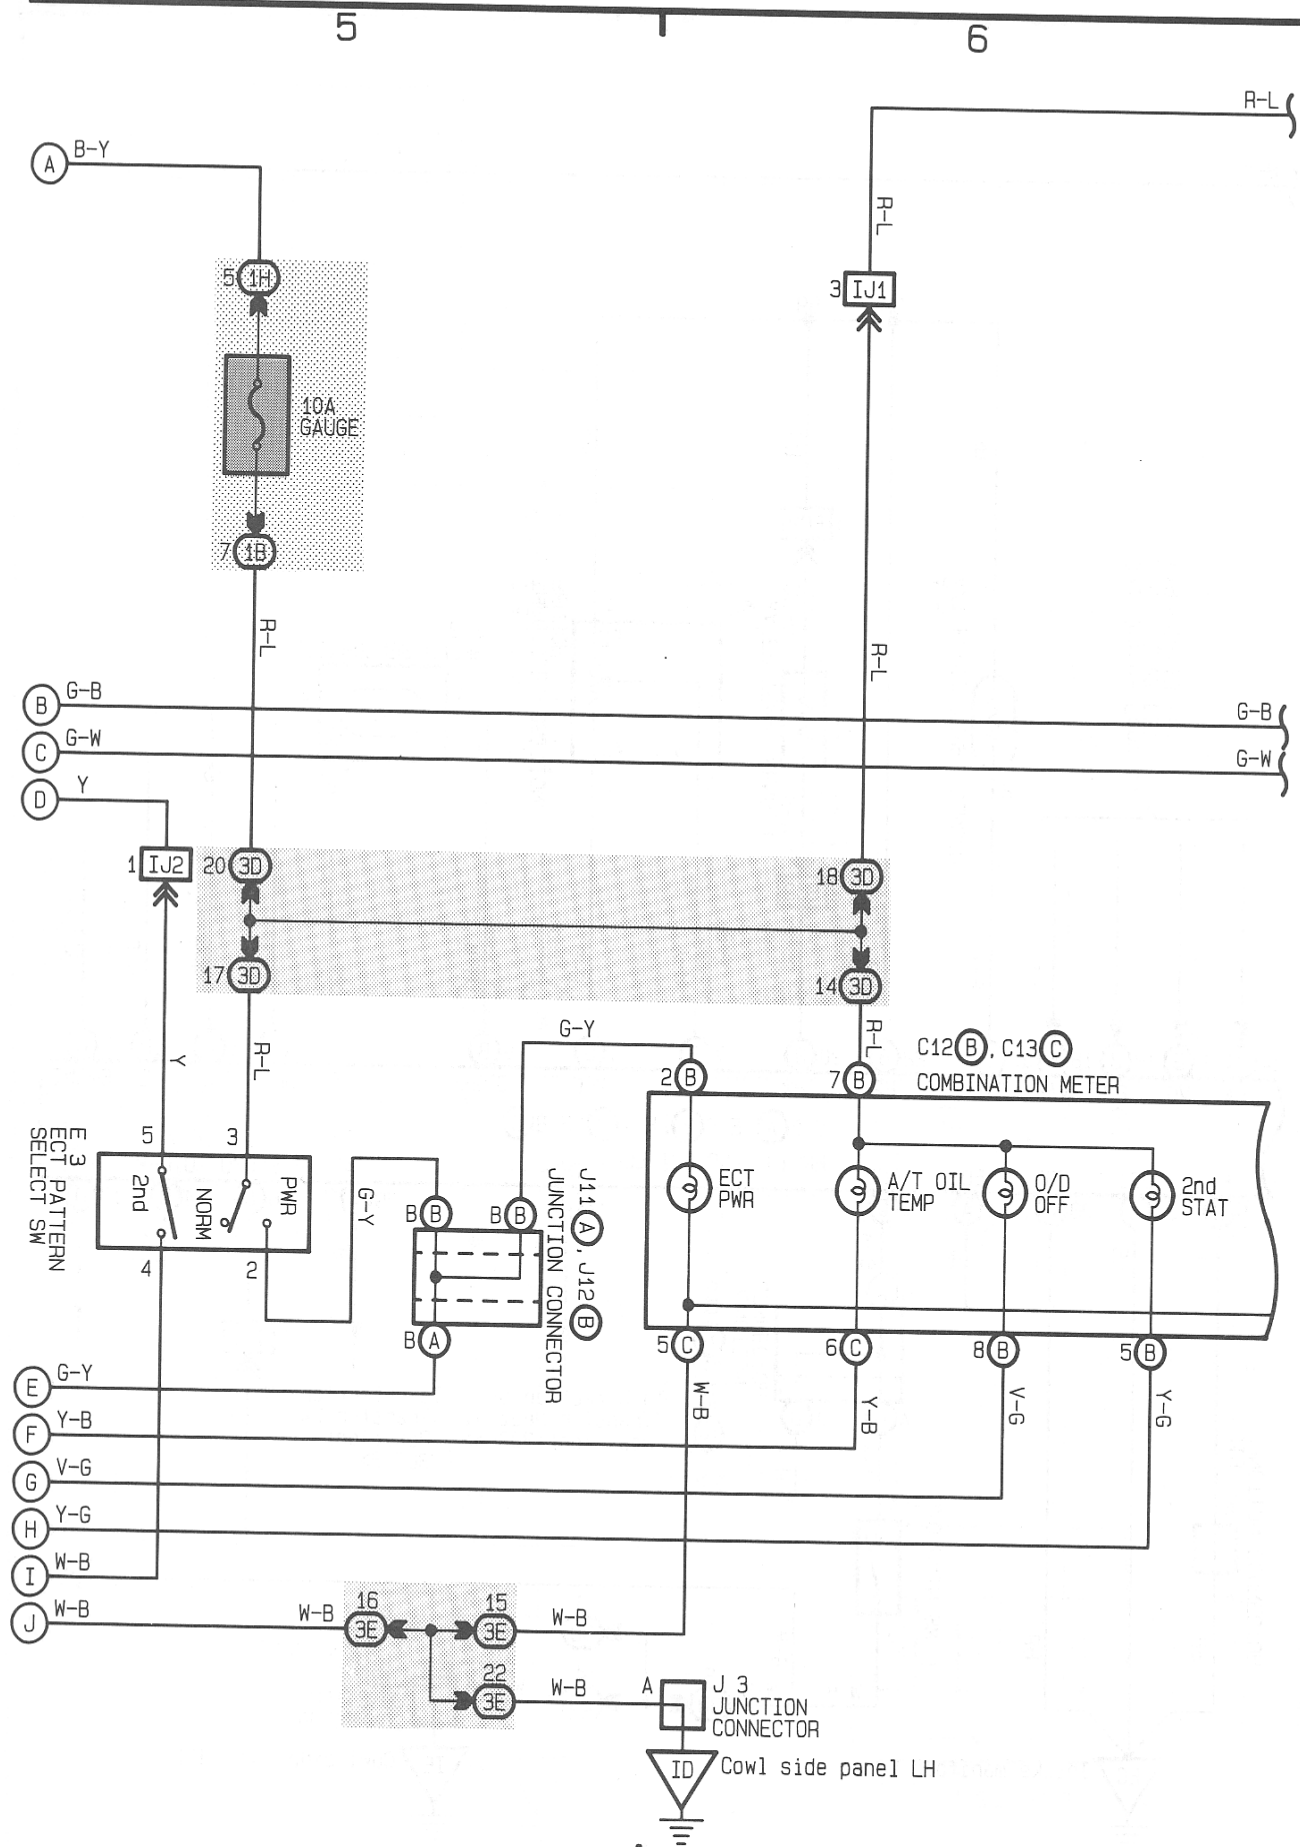 5
6
R-L
A
B-Y
R-L
5 1H
3 IJ1
10A
GAUGE
7 1B
R-L
R-L
B
G-B
G-B
C
G-W
G-W
D
Y
1 IJ2
20 3D
18 3D
17 3D
14 3D
Y
R-L
G-Y
R-L
C12 B, C13 C
COMBINATION METER
2 B
7 B
E 3
ECT PATTERN
SELECT SW
5
3
2nd
NORM
PWR
4
2
G-Y
B B
B B
B A
J11 A, J12 B
JUNCTION CONNECTOR
ECT
PWR
A/T OIL
TEMP
O/D
OFF
2nd
STAT
5 C
6 C
8 B
5 B
W-B
Y-B
V-G
Y-G
E
G-Y
F
Y-B
G
V-G
H
Y-G
I
W-B
J
W-B
W-B
16
3E
15
3E
W-B
22
3E
W-B
A
J 3
JUNCTION
CONNECTOR
ID
Cowl side panel LH